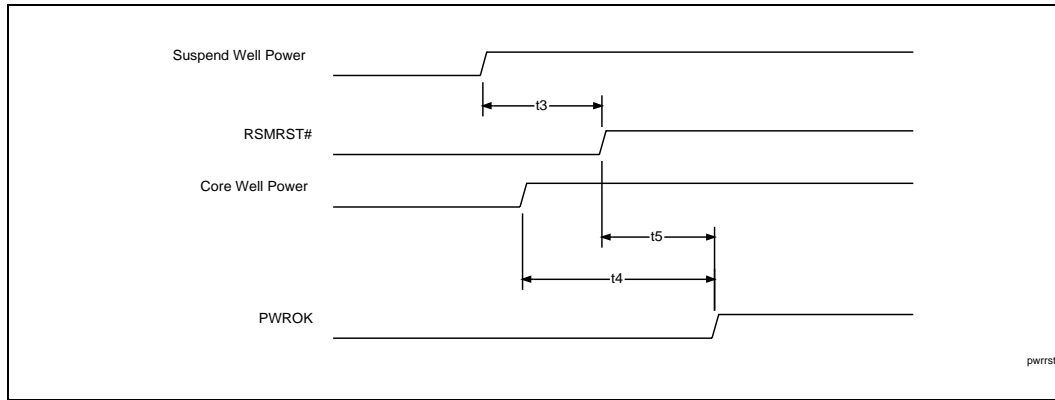 Suspend Well Power
t3
RSMRST#
Core Well Power
t5
t4
PWROK
pwrrst